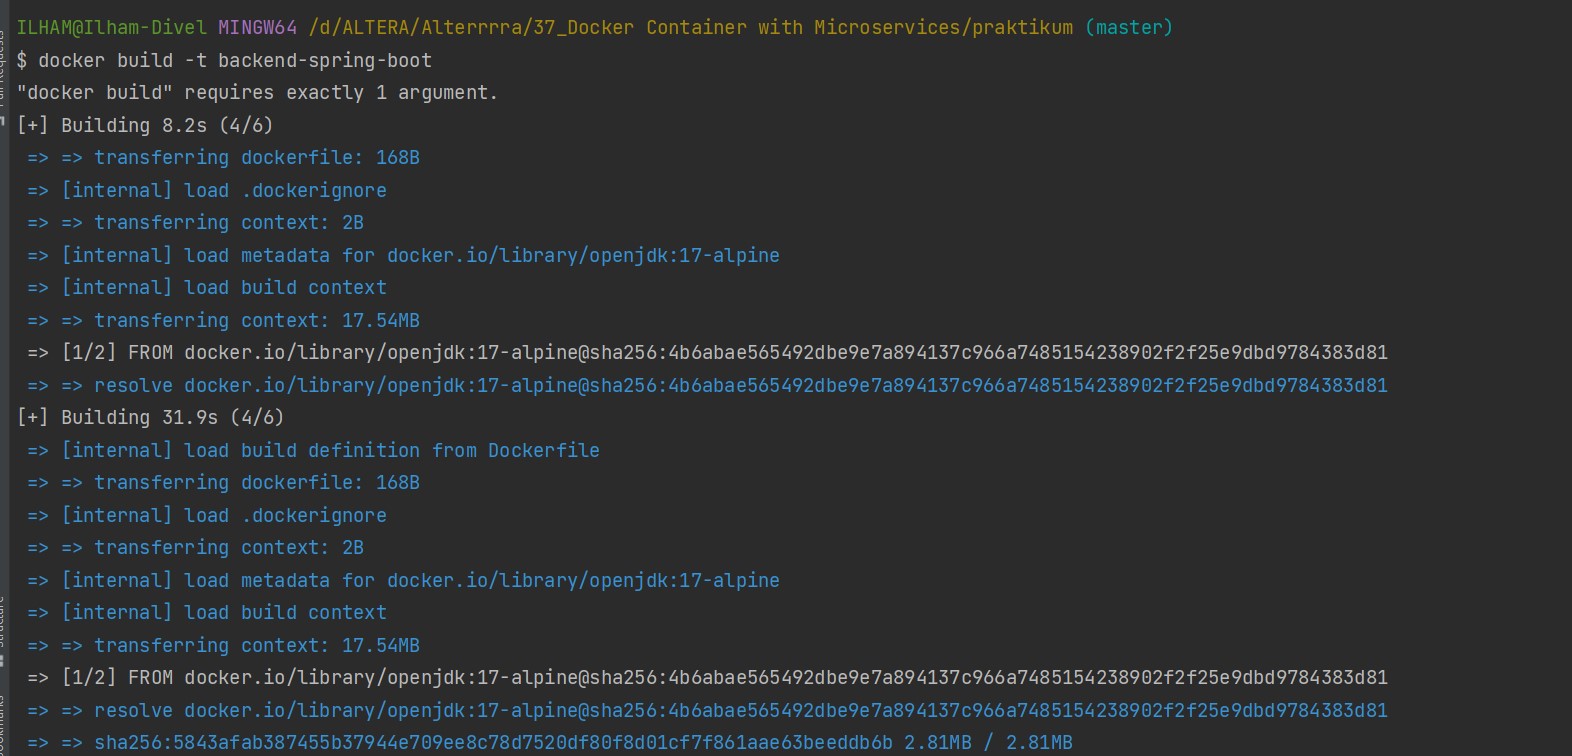 ILHAM@Ilham-Divel MINGW64 /d/ALTERA/Alterrrra/37_Docker Container with Microservices/praktikum (master)
$ docker build -t backend-spring-boot
"docker build" requires exactly 1 argument.
[+] Building 8.2s (4/6)
=> => transferring dockerfile: 168B
=> [internal] load .dockerignore
=> => transferring context: 2B
=> [internal] load metadata for docker.io/library/openjdk:17-alpine
=> [internal] load build context
=> => transferring context: 17.54MB
=> [1/2] FROM docker.io/library/openjdk:17-alpine@sha256:4b6abae565492dbe9e7a894137c966a7485154238902f2f25e9dbd9784383d81
=> => resolve docker.io/library/openjdk:17-alpine@sha256:4b6abae565492dbe9e7a894137c966a7485154238902f2f25e9dbd9784383d81
[+] Building 31.9s (4/6)
=> [internal] load build definition from Dockerfile
=> => transferring dockerfile: 168B
=> [internal] load .dockerignore
=> => transferring context: 2B
=> [internal] load metadata for docker.io/library/openjdk:17-alpine
=> [internal] load build context
=> => transferring context: 17.54MB
=> [1/2] FROM docker.io/library/openjdk:17-alpine@sha256:4b6abae565492dbe9e7a894137c966a7485154238902f2f25e9dbd9784383d81
=> => resolve docker.io/library/openjdk:17-alpine@sha256:4b6abae565492dbe9e7a894137c966a7485154238902f2f25e9dbd9784383d81
=> => sha256:5843afab387455b37944e709ee8c78d7520df80f8d01cf7f861aae63beeddb6b 2.81MB / 2.81MB